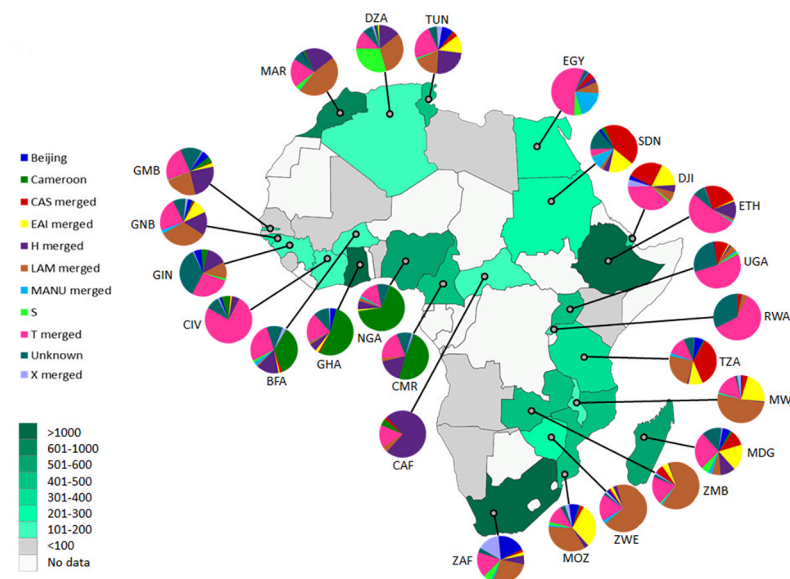 DZA
TUN
MAR
EGY
SDN
DJI
Beijing
Cameroon
CAS merged
EAI merged
H merged
LAM merged
MANU merged
S
T merged
Unknown
X merged
GMB
GNB
GIN
CIV
BFA
GHA
NGA
CMR
CAF
ETH
UGA
RWA
TZA
MW
MDG
ZMB
ZWE
MOZ
ZAF
>1000
601-1000
501-600
401-500
301-400
201-300
101-200
<100
No data